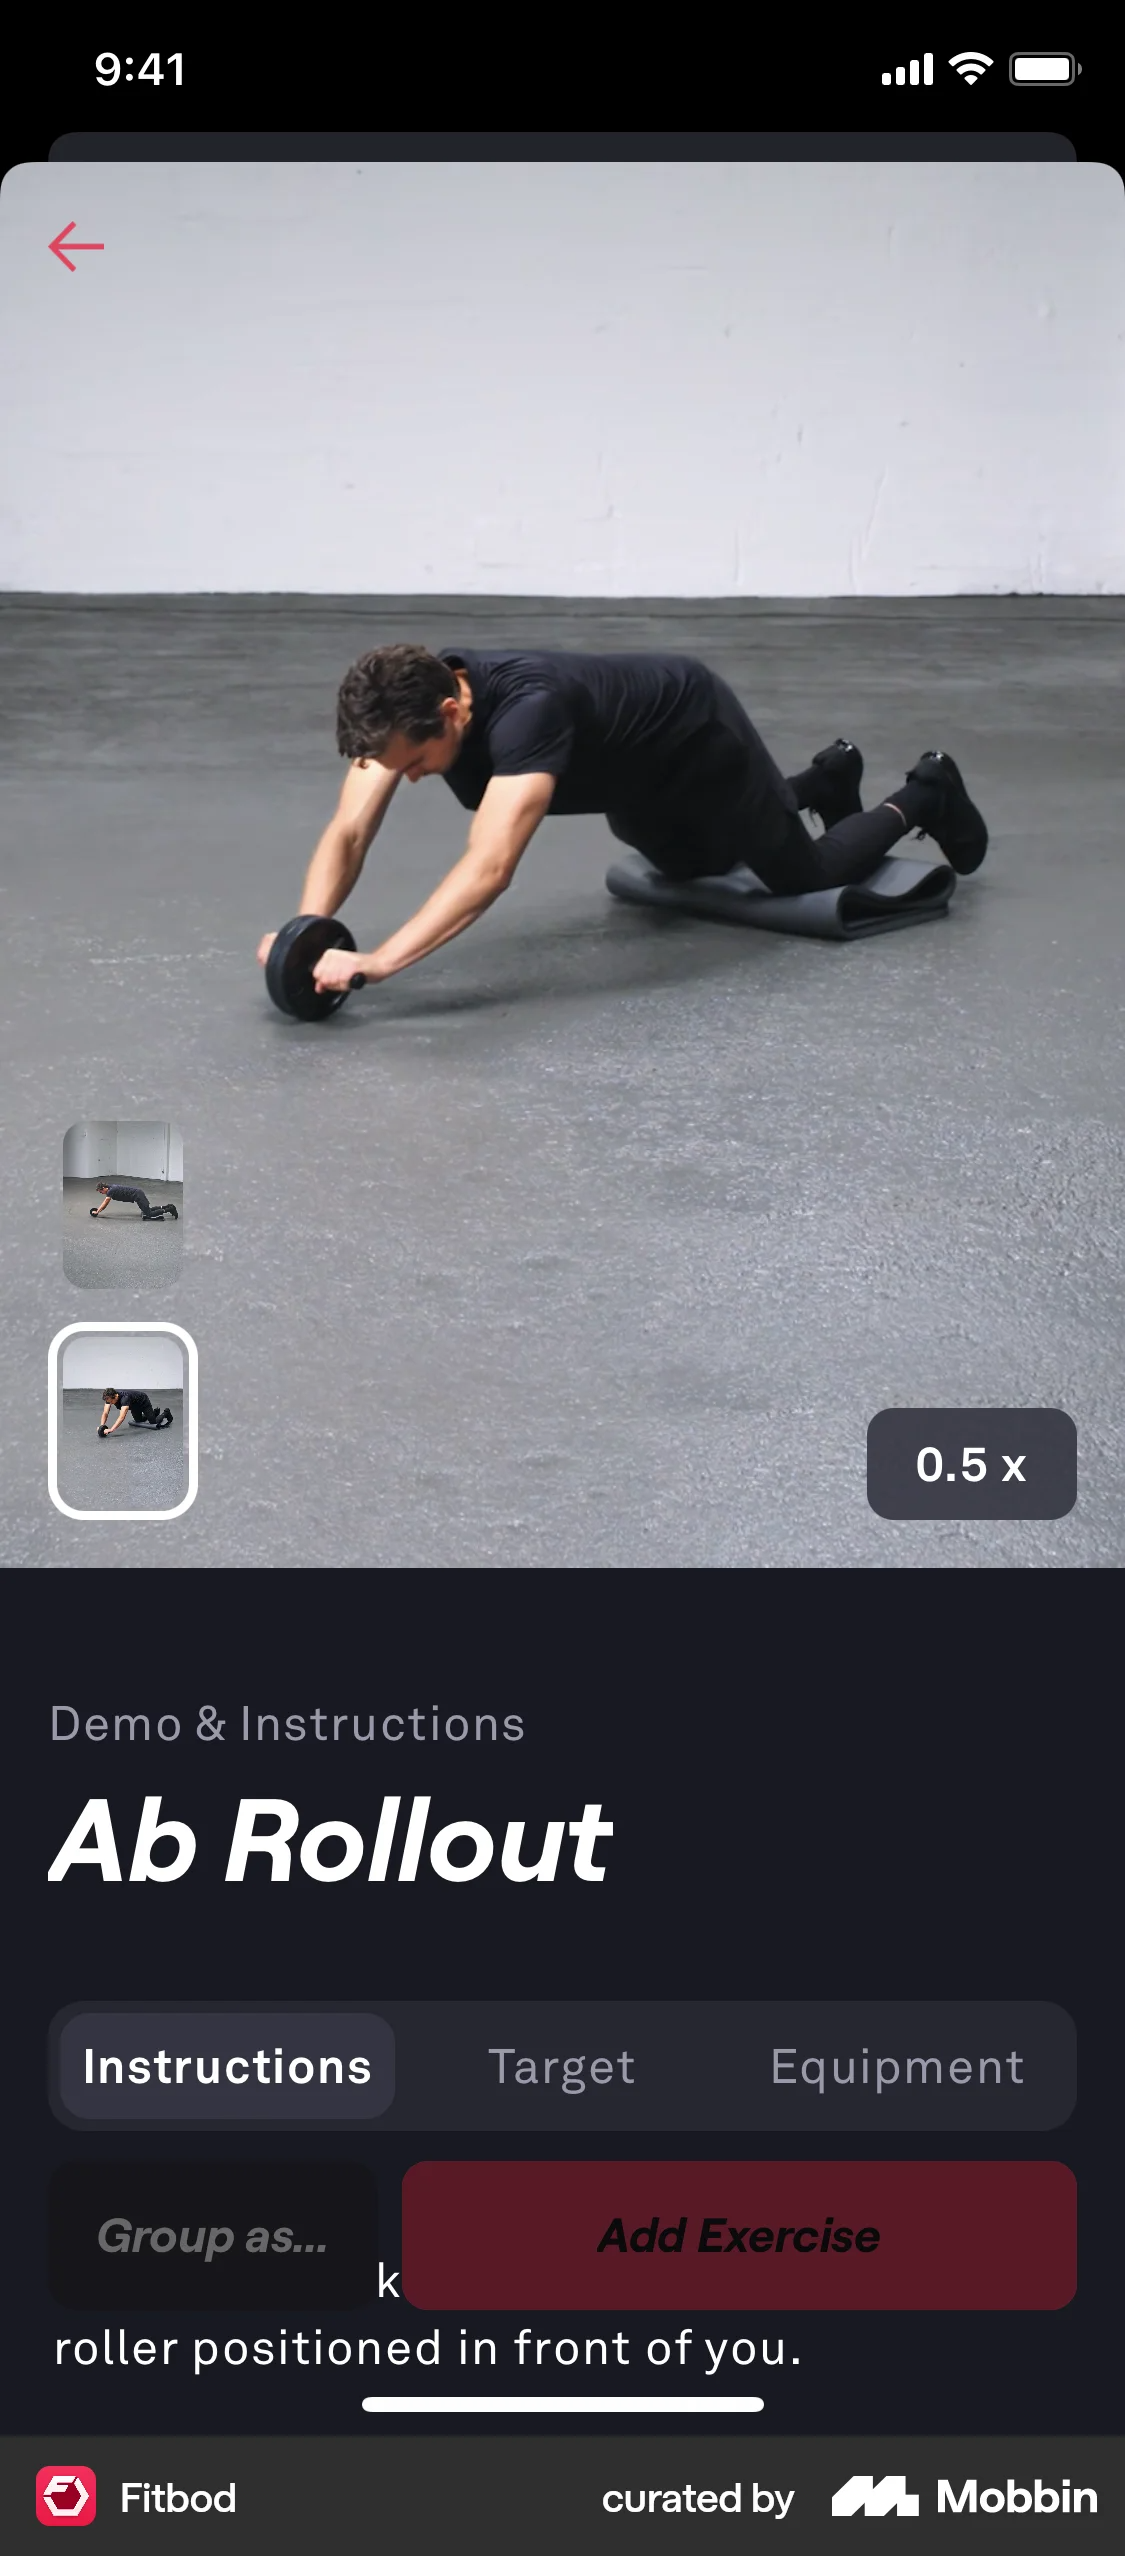 9:41
0.5 x
Demo & Instructions
Ab Rollout
Instructions Target Equipment
Group as... Add Exercise
k
roller positioned in front of you.
Fitbod curated by Mobbin